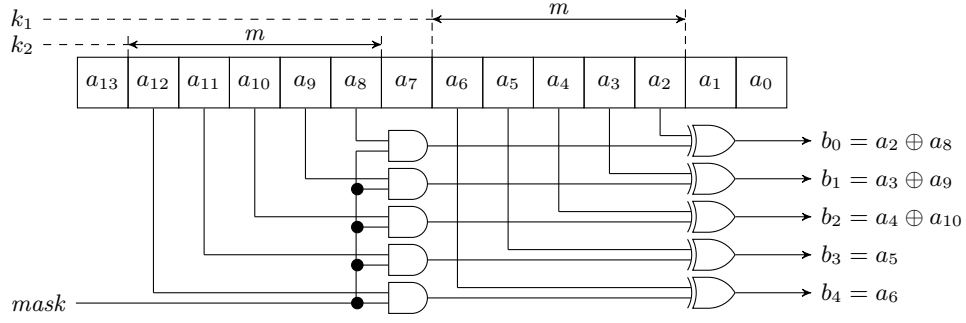 k₁ m
k₂ m
a₁₃ a₁₂ a₁₁ a₁₀ a₉ a₈ a₇ a₆ a₅ a₄ a₃ a₂ a₁ a₀
b₀ = a₂ ⊕ a₈
b₁ = a₃ ⊕ a₉
b₂ = a₄ ⊕ a₁₀
b₃ = a₅
b₄ = a₆
mask